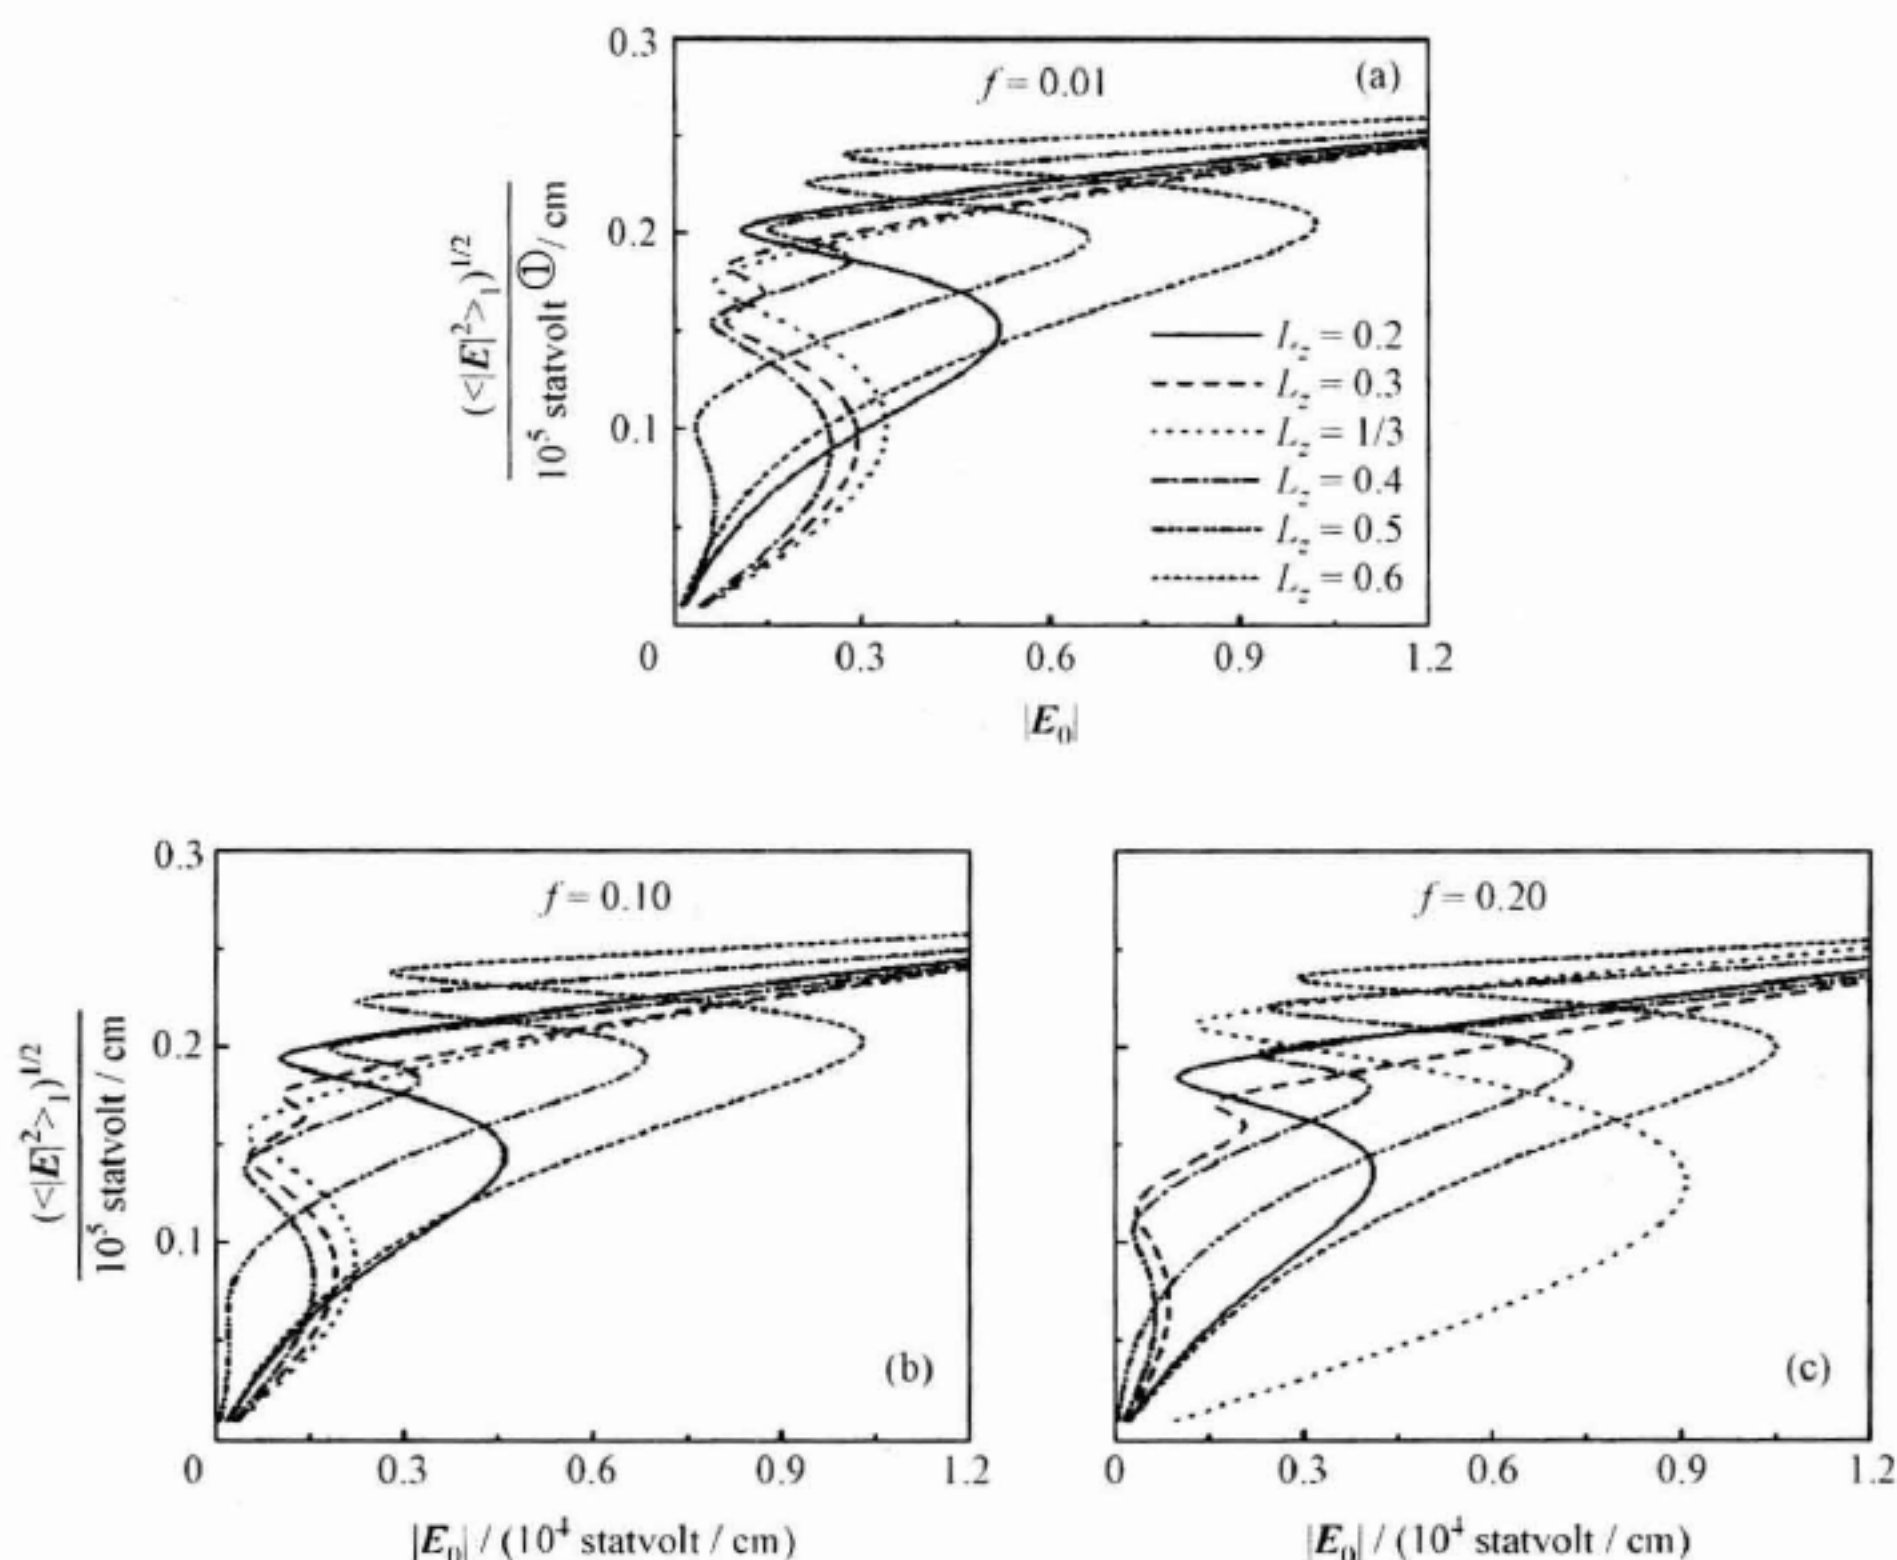 0.3
f = 0.01
(a)
0.2
0.1
(<|E|²>₁)^1/2
10⁵ statvolt ①/ cm
L_z = 0.2
L_z = 0.3
L_z = 1/3
L_z = 0.4
L_z = 0.5
L_z = 0.6
0 0.3 0.6 0.9 1.2
|E₀|
0.3
f = 0.10
0.2
0.1
(<|E|²>₁)^1/2
10⁵ statvolt / cm
(b)
0 0.3 0.6 0.9 1.2
|E₀| / (10⁴ statvolt / cm)
f = 0.20
(c)
0 0.3 0.6 0.9 1.2
|E₀| / (10⁴ statvolt / cm)